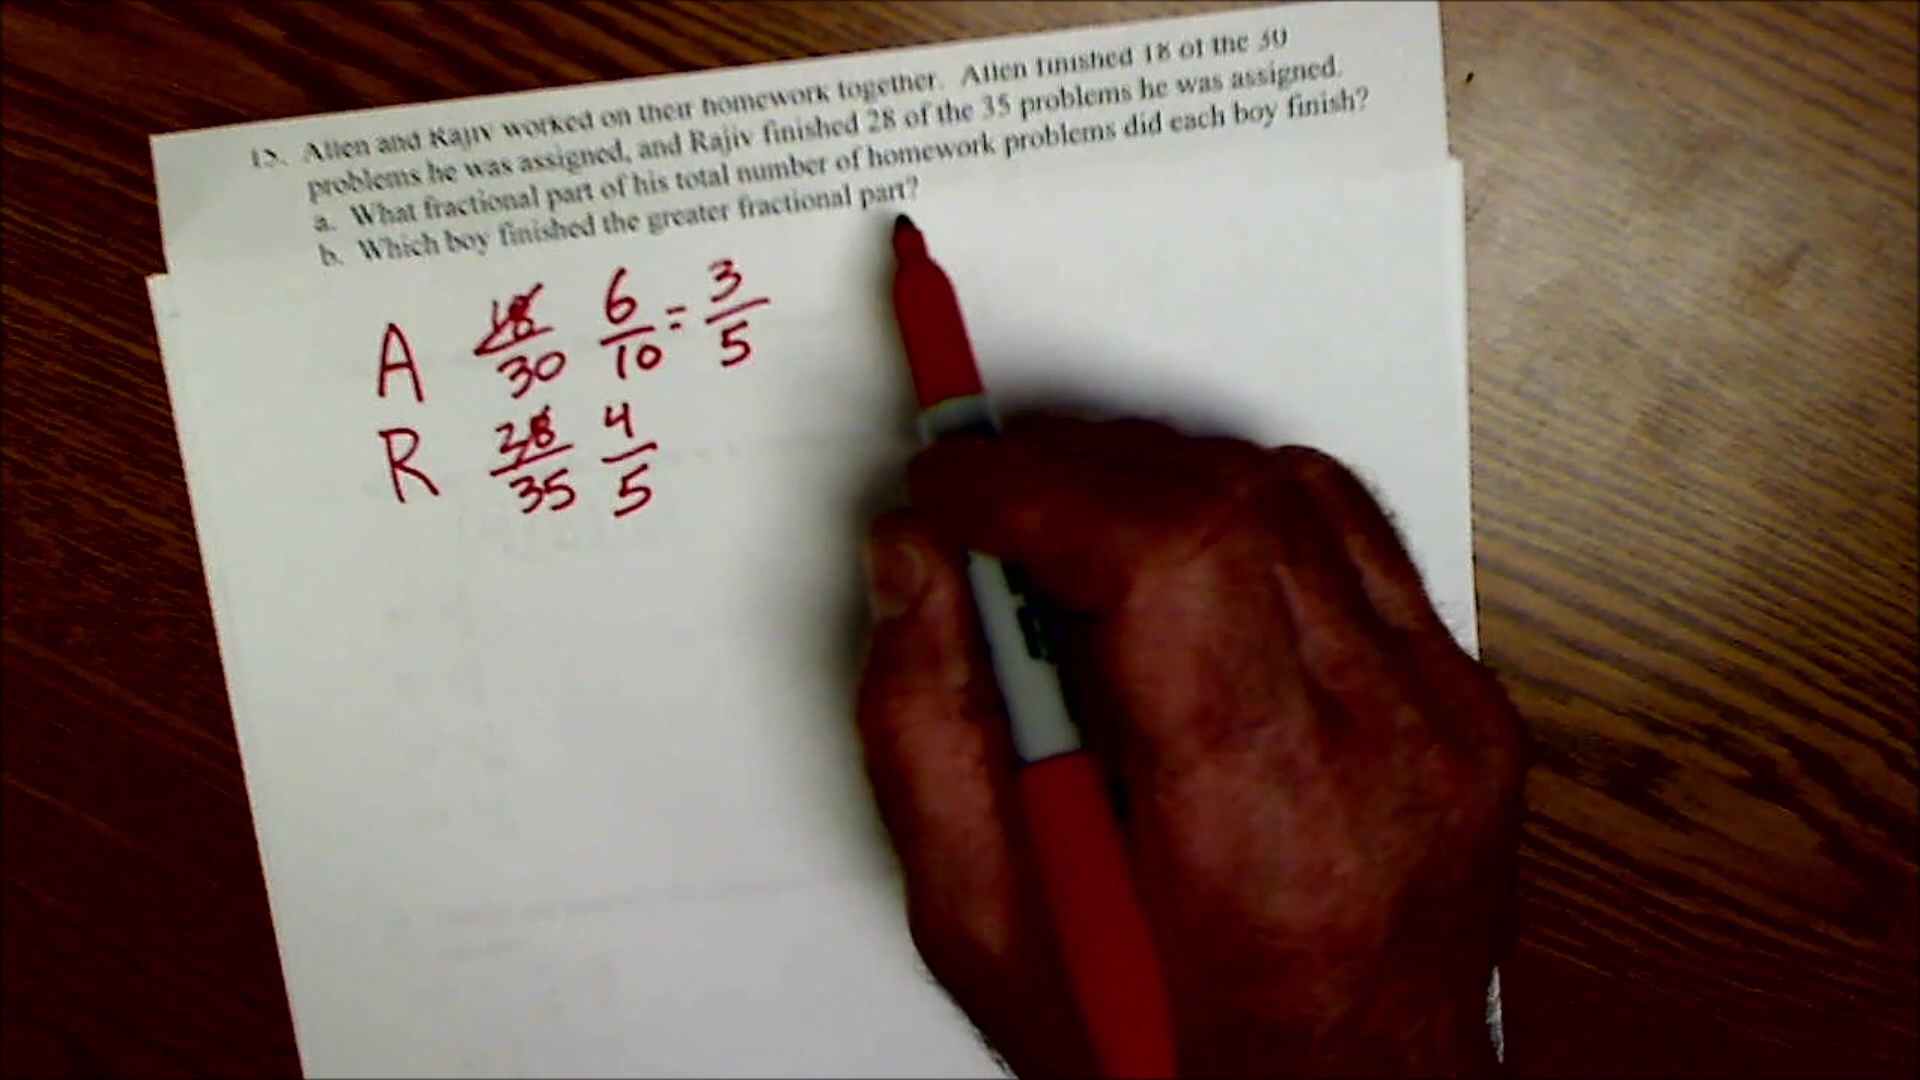 15. Allen and Rajiv worked on their homework together. Allen finished 18 of the 30
problems he was assigned, and Rajiv finished 28 of the 35 problems he was assigned.
a. What fractional part of his total number of homework problems did each boy finish?
b. Which boy finished the greater fractional part?
A 18/30 6/10 = 3/5
R 28/35 4/5